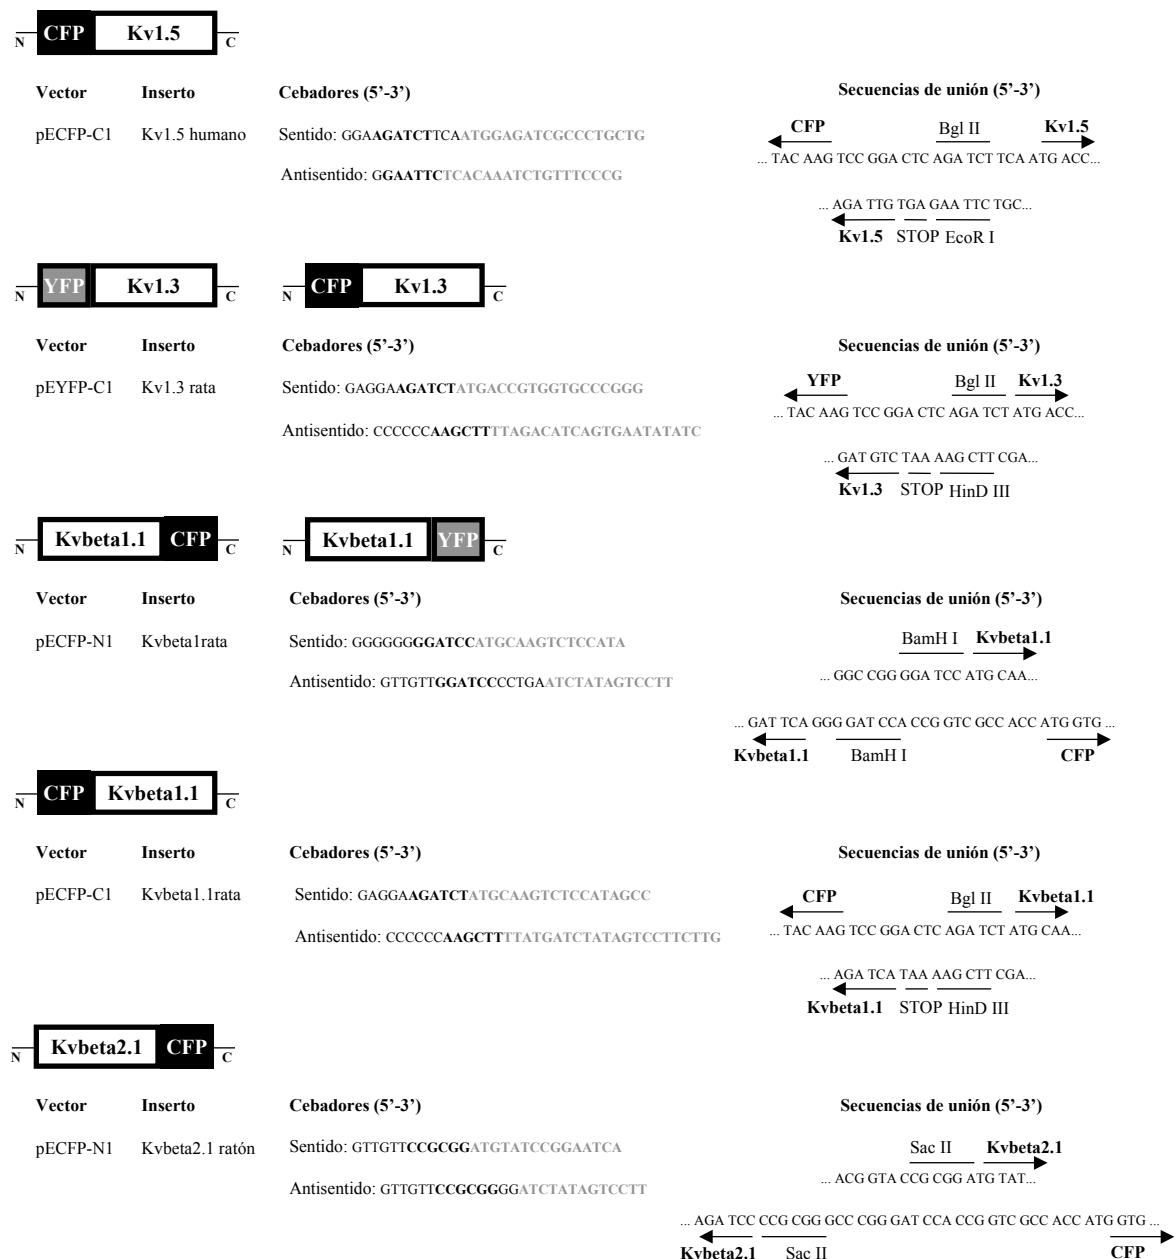 N CFP Kv1.5 C
Vector Inserto Cebadores (5’-3’) Secuencias de unión (5’-3’)
pECFP-C1 Kv1.5 humano Sentido: GGAAGATCTTCAATGGAGATCGCCCTGCTG
CFP Bgl II Kv1.5
... TAC AAG TCC GGA CTC AGA TCT TCA ATG ACC...
Antisentido: GGAATTCTCACAAATCTGTTTCCCG
... AGA TTG TGA GAA TTC TGC...
Kv1.5 STOP EcoR I
N YFP Kv1.3 C N CFP Kv1.3 C
Vector Inserto Cebadores (5’-3’) Secuencias de unión (5’-3’)
pEYFP-C1 Kv1.3 rata Sentido: GAGGAAGATCTATGACCGTGGTGCCCGGG
YFP Bgl II Kv1.3
... TAC AAG TCC GGA CTC AGA TCT ATG ACC...
Antisentido: CCCCCCAAGCTTTTAGACATCAGTGAATATATC
... GAT GTC TAA AAG CTT CGA...
Kv1.3 STOP HinD III
N Kvbeta1.1 CFP C N Kvbeta1.1 YFP C
Vector Inserto Cebadores (5’-3’) Secuencias de unión (5’-3’)
pECFP-N1 Kvbeta1rata Sentido: GGGGGGGGATCCATGCAAGTCTCCATA
BamH I Kvbeta1.1
... GGC CGG GGA TCC ATG CAA...
Antisentido: GTTGTTGGATCCCCTGAATCTATAGTCCTT
... GAT TCA GGG GAT CCA CCG GTC GCC ACC ATG GTG ...
Kvbeta1.1 BamH I CFP
N CFP Kvbeta1.1 C
Vector Inserto Cebadores (5’-3’) Secuencias de unión (5’-3’)
pECFP-C1 Kvbeta1.1rata Sentido: GAGGAAGATCTATGCAAGTCTCCATAGCC
CFP Bgl II Kvbeta1.1
... TAC AAG TCC GGA CTC AGA TCT ATG CAA...
Antisentido: CCCCCCAAGCTTTTATGATCTATAGTCCTTCTTG
... AGA TCA TAA AAG CTT CGA...
Kvbeta1.1 STOP HinD III
N Kvbeta2.1 CFP C
Vector Inserto Cebadores (5’-3’) Secuencias de unión (5’-3’)
pECFP-N1 Kvbeta2.1 ratón Sentido: GTTGTTCCGCGGATGTATCCGGAATCA
Sac II Kvbeta2.1
... ACG GTA CCG CGG ATG TAT...
Antisentido: GTTGTTCCGCGGGGATCTATAGTCCTT
... AGA TCC CCG CGG GCC CGG GAT CCA CCG GTC GCC ACC ATG GTG ...
Kvbeta2.1 Sac II CFP